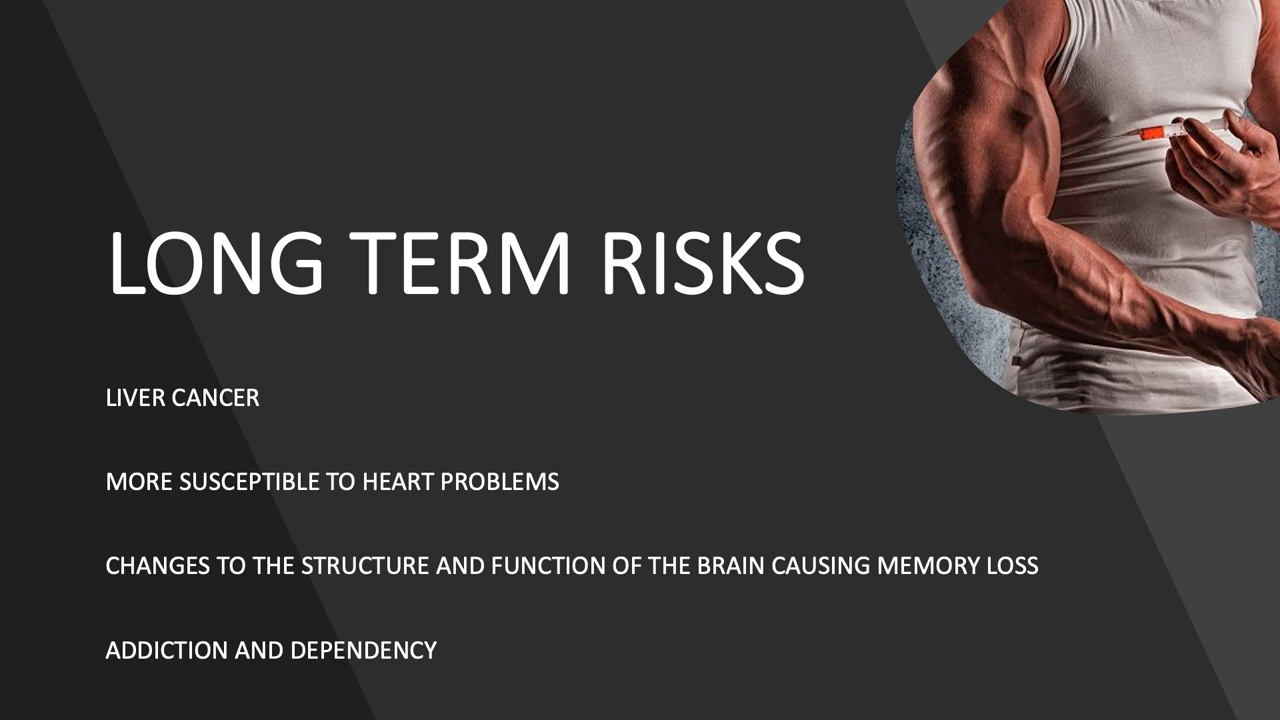 LONG TERM RISKS
LIVER CANCER
MORE SUSCEPTIBLE TO HEART PROBLEMS
CHANGES TO THE STRUCTURE AND FUNCTION OF THE BRAIN CAUSING MEMORY LOSS
ADDICTION AND DEPENDENCY